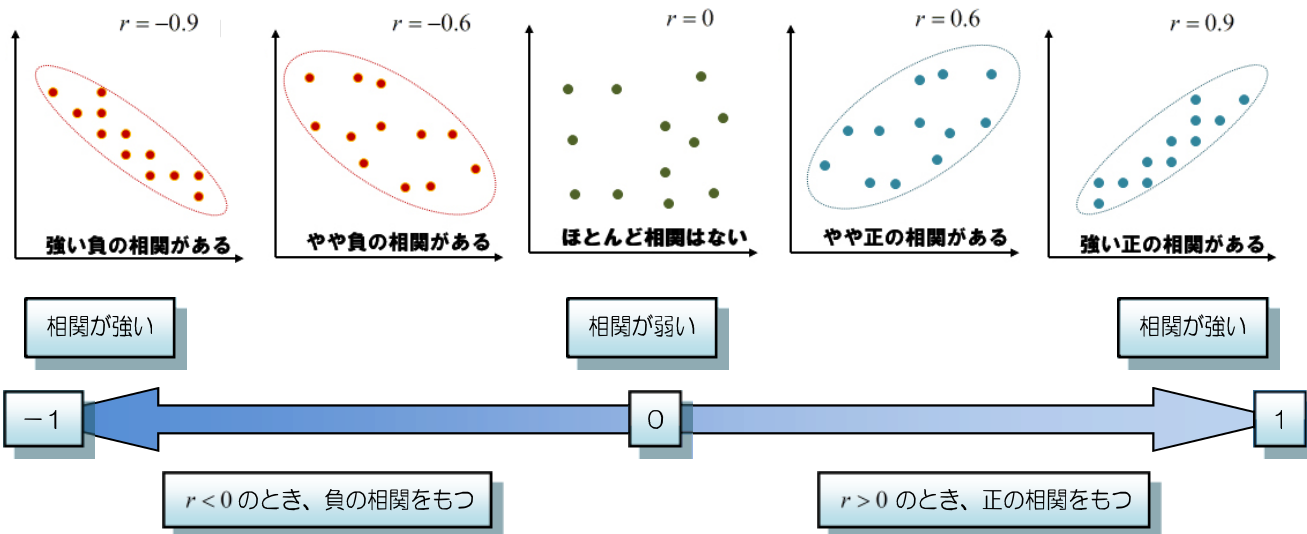 r = −0.9
r = −0.6
r = 0
r = 0.6
r = 0.9
強い負の相関がある
やや負の相関がある
ほとんど相関はない
やや正の相関がある
強い正の相関がある
相関が強い
相関が弱い
相関が強い
－1
0
1
r < 0 のとき、負の相関をもつ
r > 0 のとき、正の相関をもつ